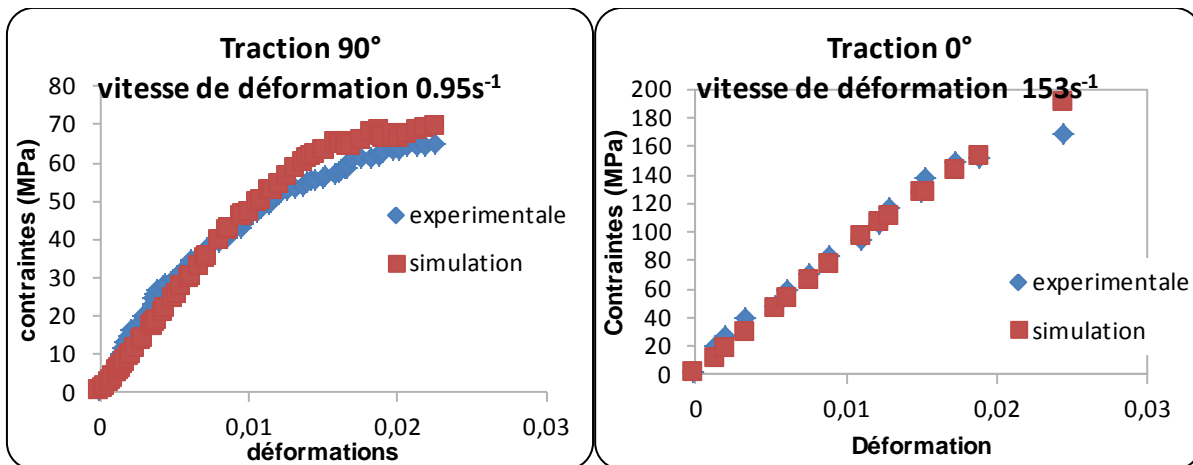 Traction 90°
vitesse de déformation 0.95s⁻¹
contraintes (MPa)
80
70
60
50
40
30
20
10
0
experimentale
simulation
0
0,01
0,02
0,03
déformations
Traction 0°
vitesse de déformation 153s⁻¹
Contraintes (MPa)
200
180
160
140
120
100
80
60
40
20
0
experimentale
simulation
0
0,01
0,02
0,03
Déformation